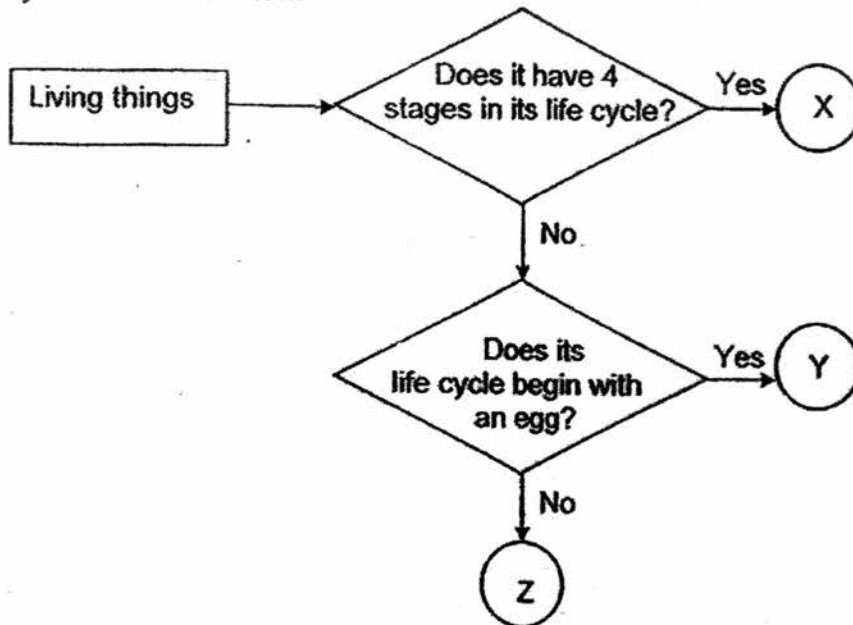 Does it have 4
stages in its life cycle?
Living things
Yes
X
No
Does its
life cycle begin with
an egg?
Yes
Y
No
Z